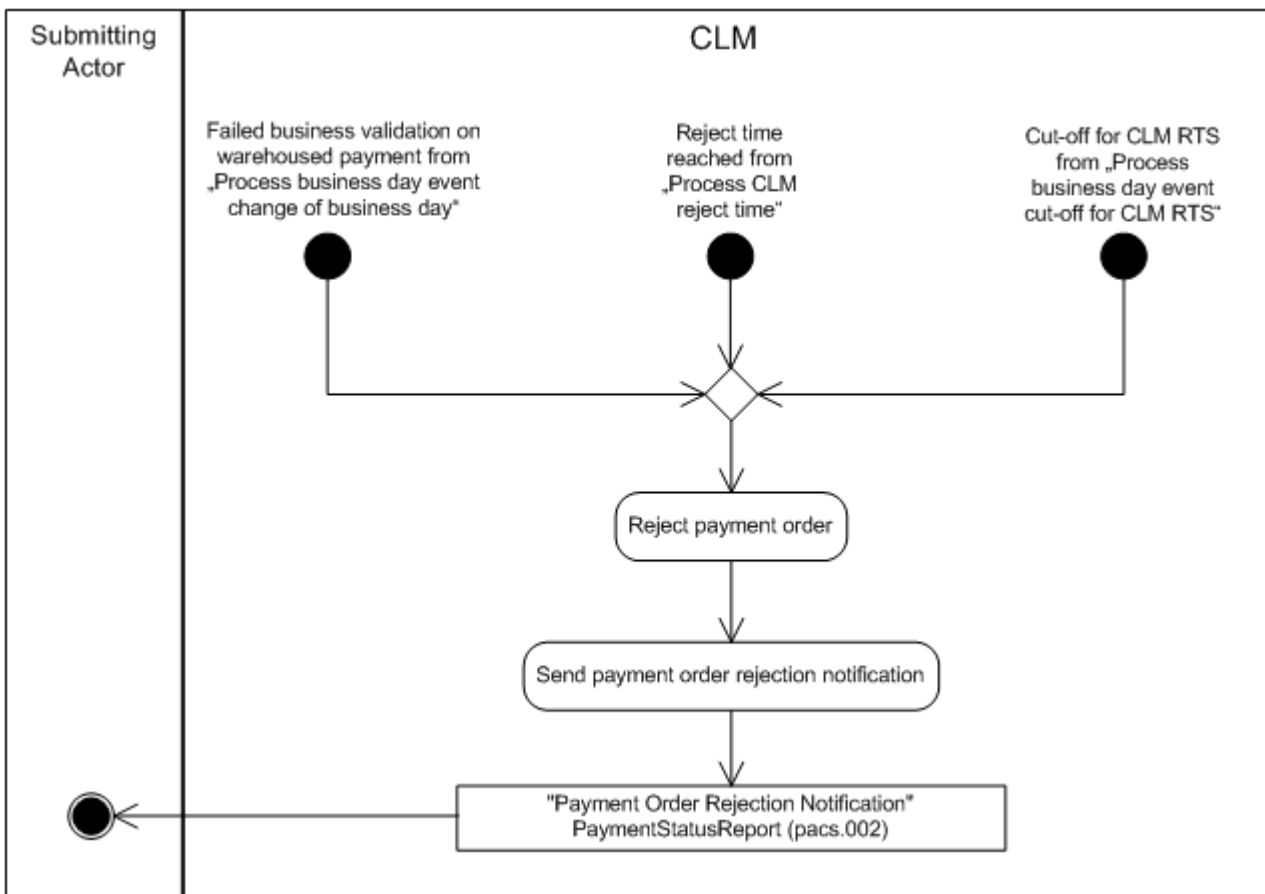 Submitting
Actor
CLM
Failed business validation on
warehoused payment from
„Process business day event
change of business day“
Reject time
reached from
„Process CLM
reject time“
Cut-off for CLM RTS
from „Process
business day event
cut-off for CLM RTS“
Reject payment order
Send payment order rejection notification
"Payment Order Rejection Notification"
PaymentStatusReport (pacs.002)